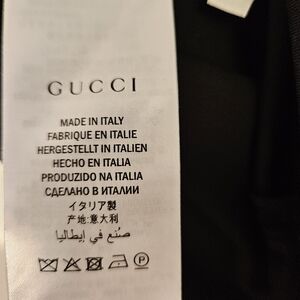 GUCCI
MADE IN ITALY
FABRIQUE EN ITALIE
HERGESTELLT IN ITALIEN
HECHO EN ITALIA
PRODUZIDO NA ITALIA
СДЕЛАНО В ИТАЛИИ
イタリア製
产地:意大利
صُنع في إيطاليا